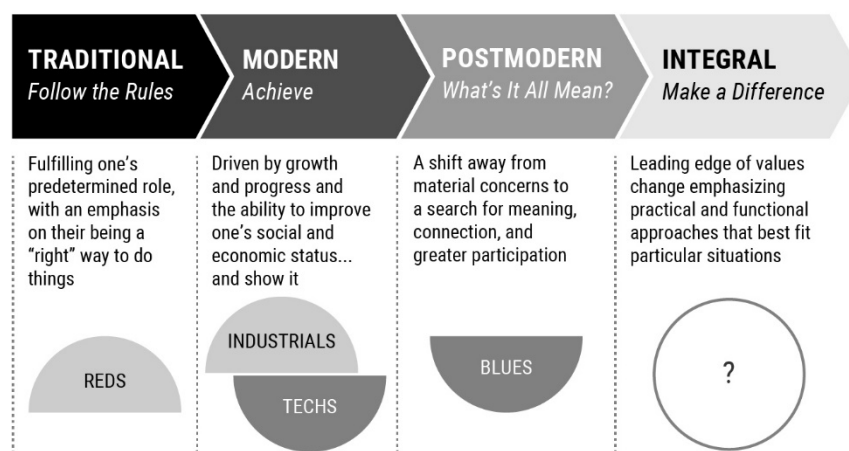 TRADITIONAL
Follow the Rules
MODERN
Achieve
POSTMODERN
What's It All Mean?
INTEGRAL
Make a Difference
Fulfilling one's
predetermined role,
with an emphasis
on their being a
“right” way to do
things
Driven by growth
and progress and
the ability to improve
one's social and
economic status...
and show it
A shift away from
material concerns to
a search for meaning,
connection, and
greater participation
Leading edge of values
change emphasizing
practical and functional
approaches that best fit
particular situations
REDS
INDUSTRIALS
TECHS
BLUES
?